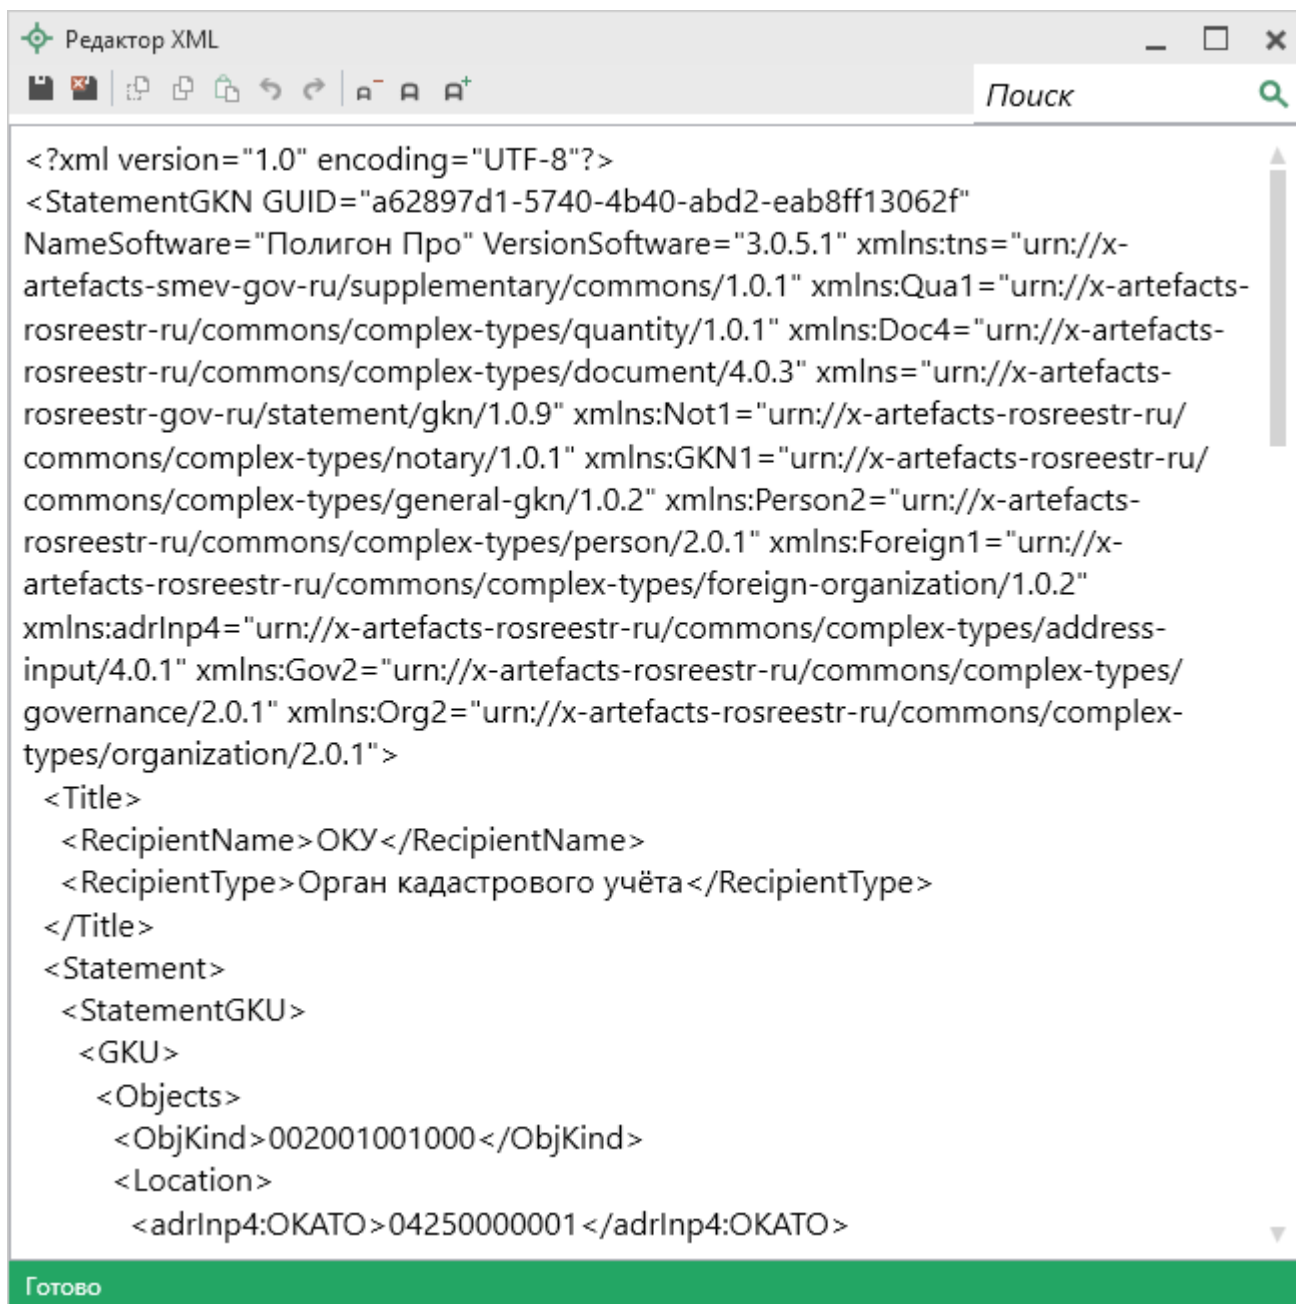 Редактор XML
Поиск
<?xml version="1.0" encoding="UTF-8"?>
<StatementGKN GUID="a62897d1-5740-4b40-abd2-eab8ff13062f"
NameSoftware="Полигон Про" VersionSoftware="3.0.5.1" xmlns:tns="urn://x-
artefacts-smev-gov-ru/supplementary/commons/1.0.1" xmlns:Qua1="urn://x-artefacts-
rosreestr-ru/commons/complex-types/quantity/1.0.1" xmlns:Doc4="urn://x-artefacts-
rosreestr-ru/commons/complex-types/document/4.0.3" xmlns="urn://x-artefacts-
rosreestr-gov-ru/statement/gkn/1.0.9" xmlns:Not1="urn://x-artefacts-rosreestr-ru/
commons/complex-types/notary/1.0.1" xmlns:GKN1="urn://x-artefacts-rosreestr-ru/
commons/complex-types/general-gkn/1.0.2" xmlns:Person2="urn://x-artefacts-
rosreestr-ru/commons/complex-types/person/2.0.1" xmlns:Foreign1="urn://x-
artefacts-rosreestr-ru/commons/complex-types/foreign-organization/1.0.2"
xmlns:adrInp4="urn://x-artefacts-rosreestr-ru/commons/complex-types/address-
input/4.0.1" xmlns:Gov2="urn://x-artefacts-rosreestr-ru/commons/complex-types/
governance/2.0.1" xmlns:Org2="urn://x-artefacts-rosreestr-ru/commons/complex-
types/organization/2.0.1">
<Title>
<RecipientName>ОКУ</RecipientName>
<RecipientType>Орган кадастрового учёта</RecipientType>
</Title>
<Statement>
<StatementGKU>
<GKU>
<Objects>
<ObjKind>002001001000</ObjKind>
<Location>
<adrInp4:OKATO>04250000001</adrInp4:OKATO>
Готово